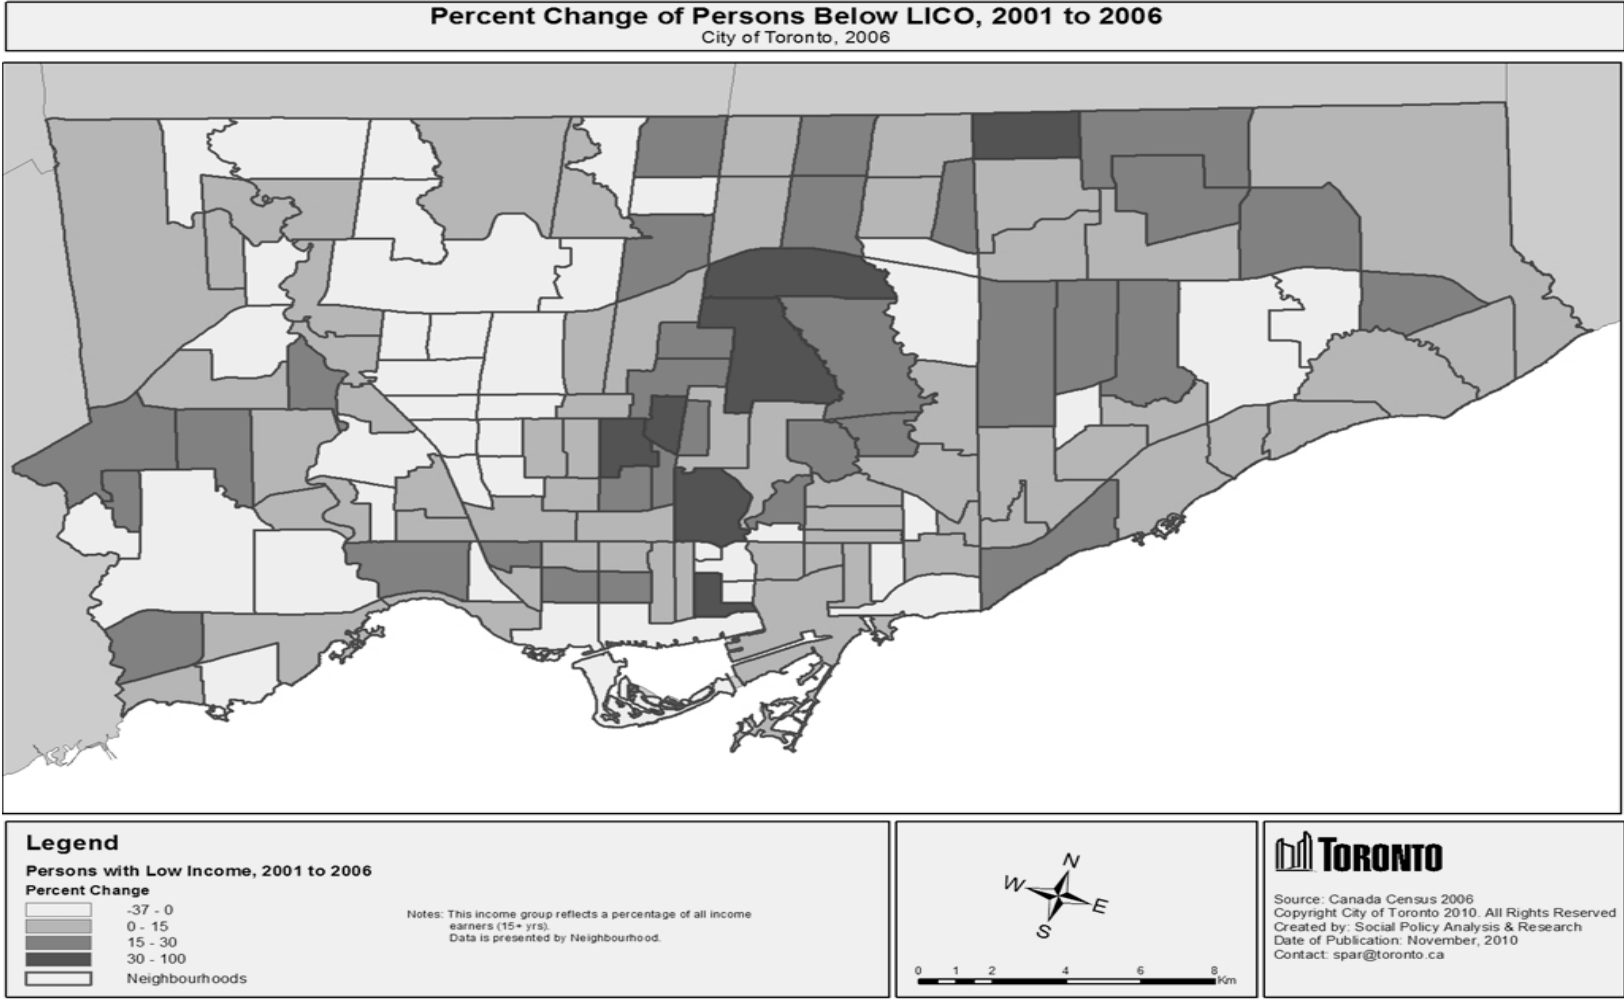 Percent Change of Persons Below LICO, 2001 to 2006
City of Toronto, 2006
Legend
Persons with Low Income, 2001 to 2006
Percent Change
-37 - 0
0 - 15
15 - 30
30 - 100
Neighbourhoods
Notes: This income group reflects a percentage of all income
earners (15+ yrs).
Data is presented by Neighbourhood.
N
W
E
S
0 1 2 4 6 8
Km
TORONTO
Source: Canada Census 2006
Copyright City of Toronto 2010. All Rights Reserved
Created by: Social Policy Analysis & Research
Date of Publication: November, 2010
Contact: spar@toronto.ca